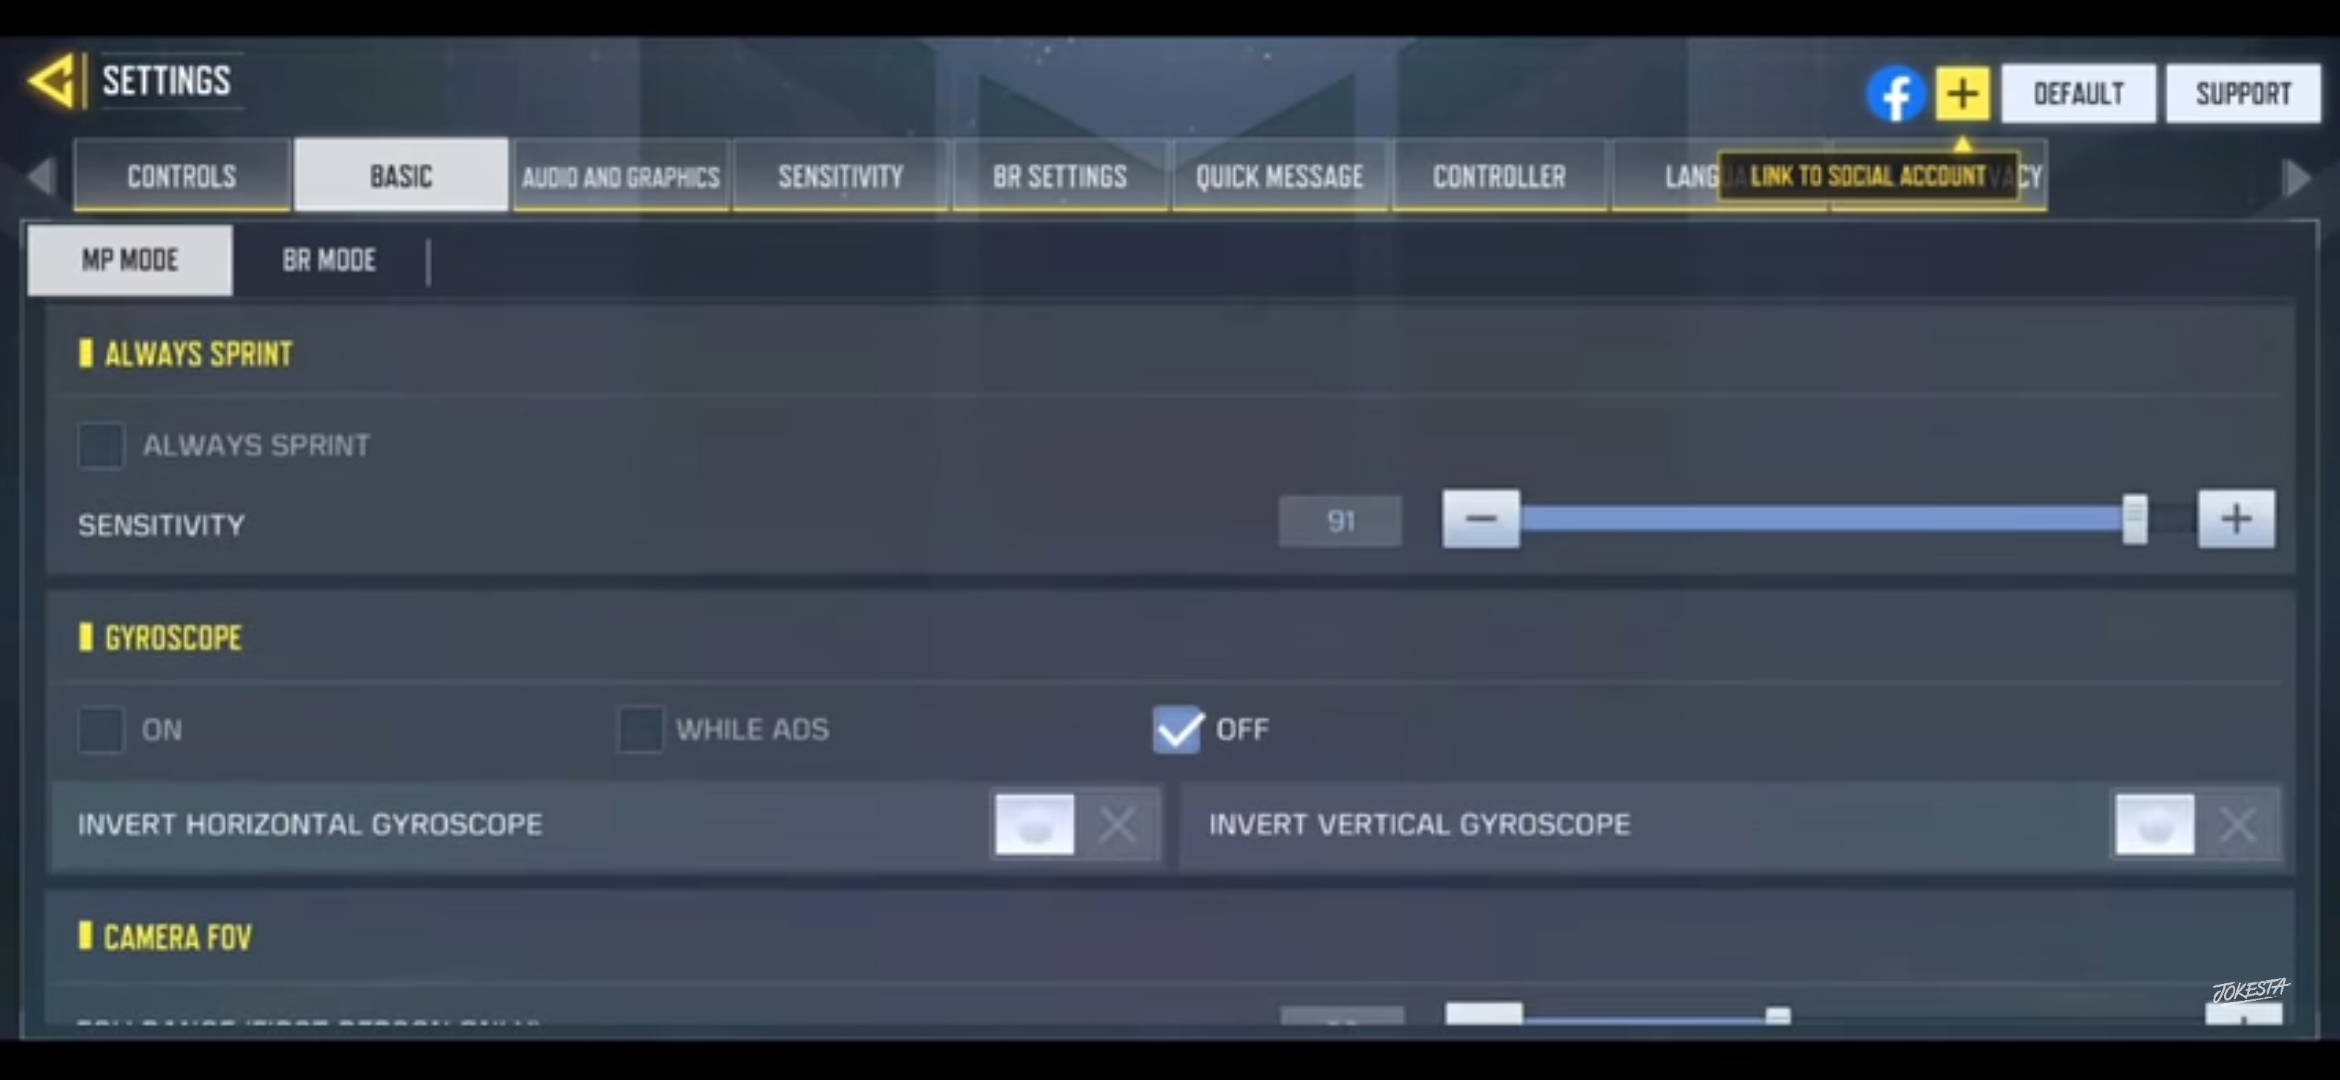 SETTINGS
DEFAULT
SUPPORT
CONTROLS
BASIC
AUDIO AND GRAPHICS
SENSITIVITY
BR SETTINGS
QUICK MESSAGE
CONTROLLER
LINK TO SOCIAL ACCOUNT
MP MODE
BR MODE
ALWAYS SPRINT
ALWAYS SPRINT
SENSITIVITY
91
GYROSCOPE
ON
WHILE ADS
OFF
INVERT HORIZONTAL GYROSCOPE
INVERT VERTICAL GYROSCOPE
CAMERA FOV
JOKESTA